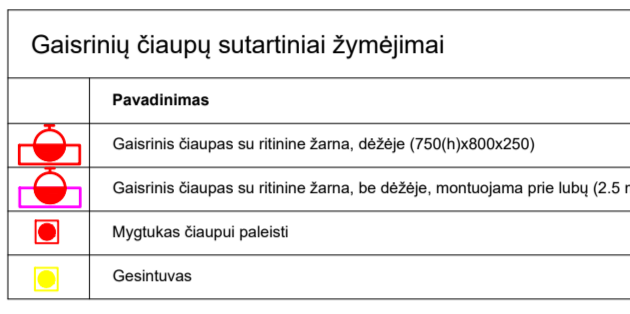 Gaisrinių čiaupų sutartiniai žymėjimai
Pavadinimas
Gaisrinis čiaupas su ritinine žarna, dėžėje (750(h)x800x250)
Gaisrinis čiaupas su ritinine žarna, be dėžėje, montuojama prie lubų (2.5
Mygtukas čiaupui paleisti
Gesintuvas